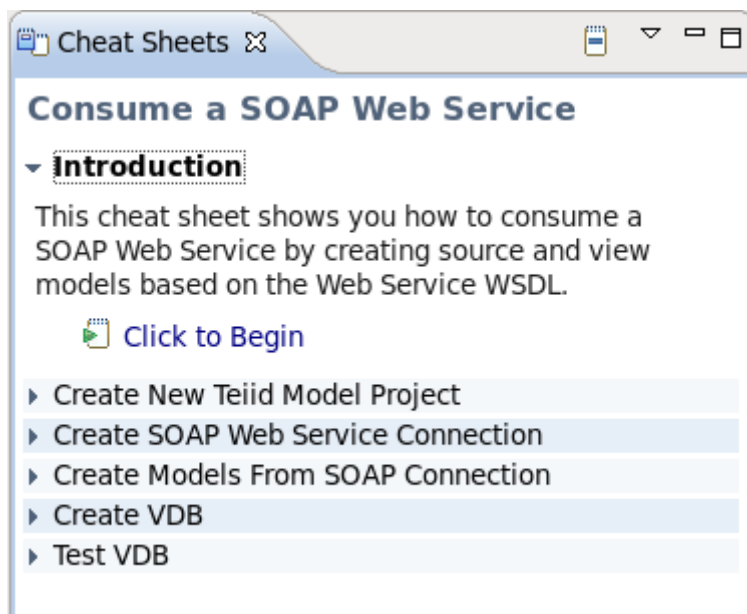 Cheat Sheets
Consume a SOAP Web Service
Introduction
This cheat sheet shows you how to consume a
SOAP Web Service by creating source and view
models based on the Web Service WSDL.
Click to Begin
Create New Teiid Model Project
Create SOAP Web Service Connection
Create Models From SOAP Connection
Create VDB
Test VDB